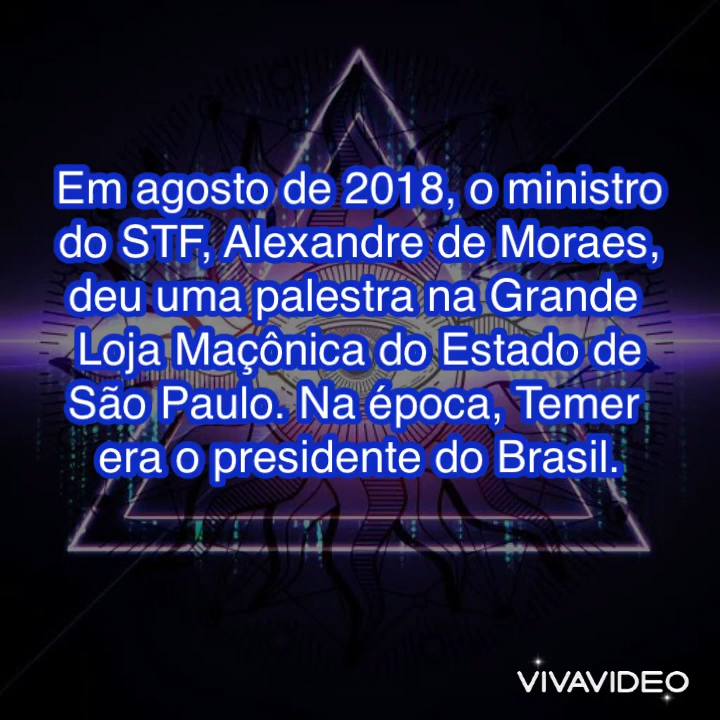 Em agosto de 2018, o ministro
do STF, Alexandre de Moraes,
deu uma palestra na Grande
Loja Maçônica do Estado de
São Paulo. Na época, Temer
era o presidente do Brasil.
VIVAVIDEO